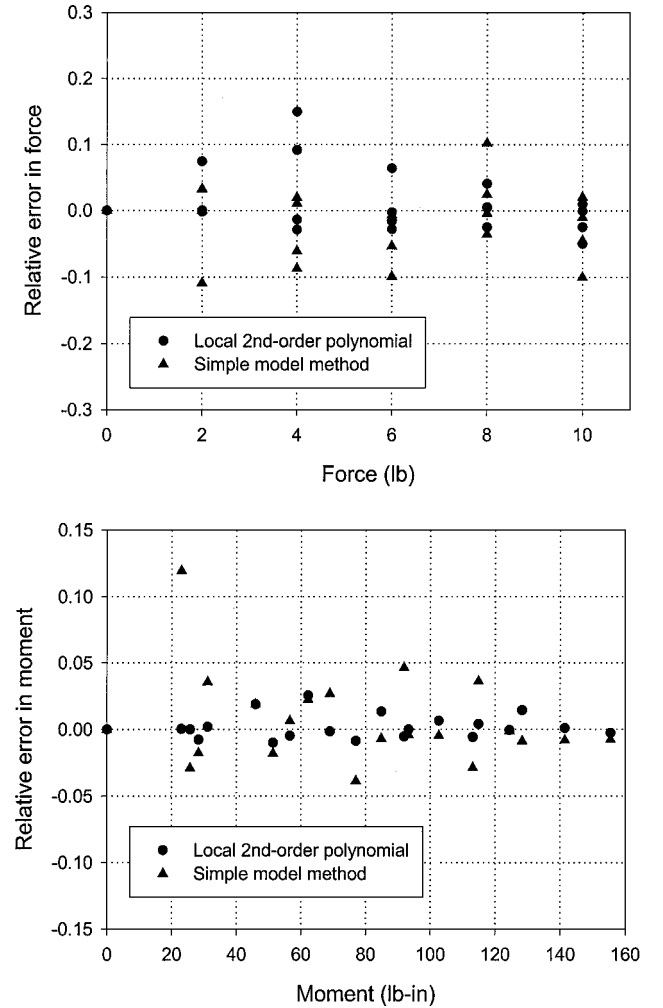 Relative error in force
0.3
0.2
0.1
0.0
-0.1
-0.2
-0.3
Local 2nd-order polynomial
Simple model method
0 2 4 6 8 10
Force (lb)
Relative error in moment
0.15
0.10
0.05
0.00
-0.05
-0.10
-0.15
Local 2nd-order polynomial
Simple model method
0 20 40 60 80 100 120 140 160
Moment (lb-in)